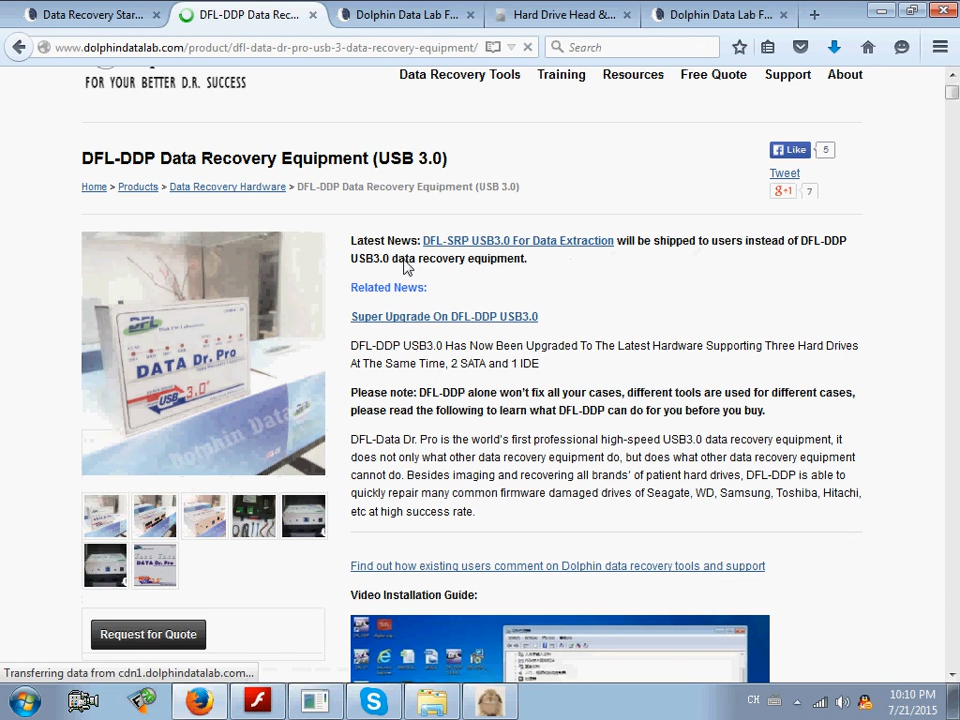 Data Recovery Star...
DFL-DDP Data Rec...
Dolphin Data Lab F...
Hard Drive Head &...
Dolphin Data Lab F...
www.dolphindatalab.com/product/dfl-data-dr-pro-usb-3-data-recovery-equipment/
Search
FOR YOUR BETTER D.R. SUCCESS
Data Recovery Tools Training Resources Free Quote Support About
DFL-DDP Data Recovery Equipment (USB 3.0)
Like 5
Tweet
g+1 7
Home > Products > Data Recovery Hardware > DFL-DDP Data Recovery Equipment (USB 3.0)
DFL
DATA Dr. Pro
USB 3.0
Dolphin Data
Latest News: DFL-SRP USB3.0 For Data Extraction will be shipped to users instead of DFL-DDP
USB3.0 data recovery equipment.
Related News:
Super Upgrade On DFL-DDP USB3.0
DFL-DDP USB3.0 Has Now Been Upgraded To The Latest Hardware Supporting Three Hard Drives
At The Same Time, 2 SATA and 1 IDE
Please note: DFL-DDP alone won't fix all your cases, different tools are used for different cases,
please read the following to learn what DFL-DDP can do for you before you buy.
DFL-Data Dr. Pro is the world's first professional high-speed USB3.0 data recovery equipment, it
does not only what other data recovery equipment do, but does what other data recovery equipment
cannot do. Besides imaging and recovering all brands' of patient hard drives, DFL-DDP is able to
quickly repair many common firmware damaged drives of Seagate, WD, Samsung, Toshiba, Hitachi,
etc at high success rate.
Find out how existing users comment on Dolphin data recovery tools and support
Video Installation Guide:
Request for Quote
Transferring data from cdn1.dolphindatalab.com...
CH
10:10 PM
7/21/2015